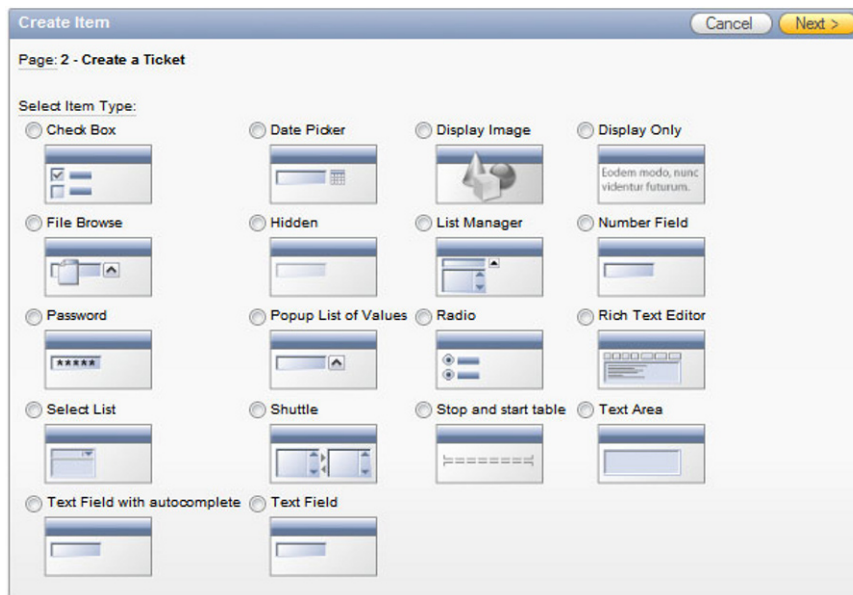 Create Item
Cancel
Next >
Page: 2 - Create a Ticket
Select Item Type:
Check Box
Date Picker
Display Image
Display Only
Eodem modo, nunc
videntur futurum.
File Browse
Hidden
List Manager
Number Field
Password
Popup List of Values
Radio
Rich Text Editor
*****
Select List
Shuttle
Stop and start table
Text Area
Text Field with autocomplete
Text Field